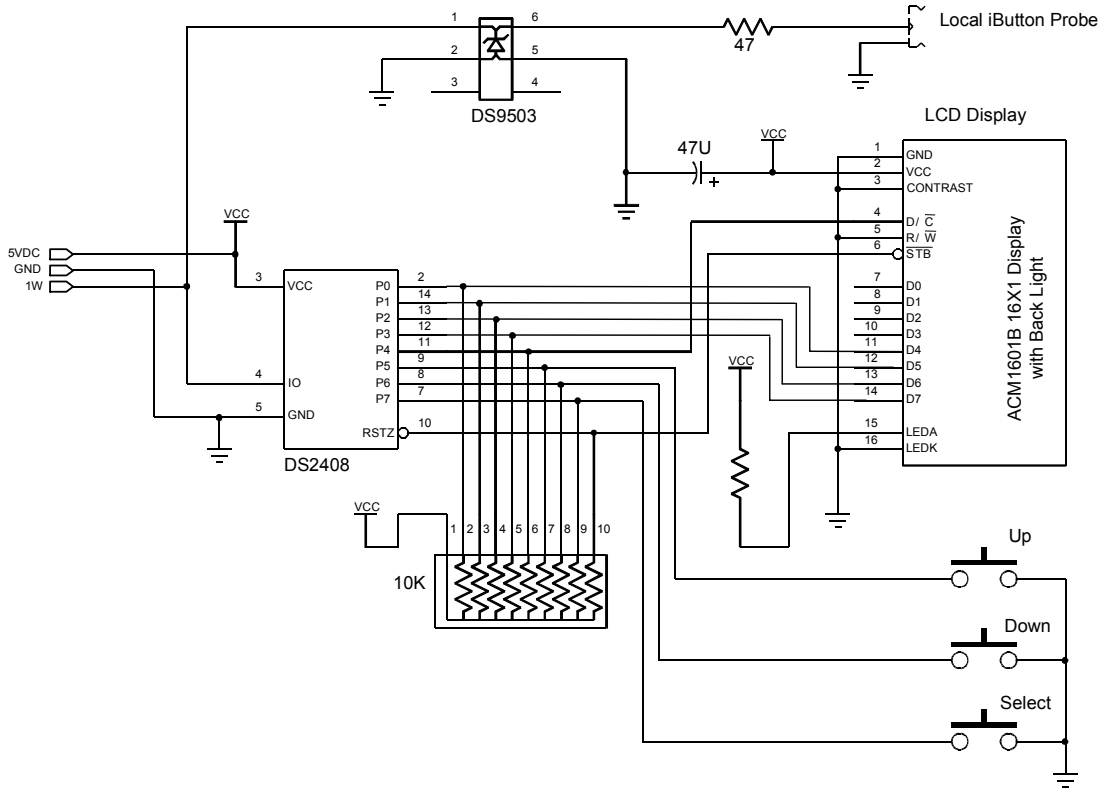 1
6
Local iButton Probe
47
2
5
3
4
DS9503
LCD Display
47U
+
VCC
1
GND
2
VCC
3
CONTRAST
4
D/ C
5
R/ W
6
STB
7
D0
8
D1
9
D2
10
D3
11
D4
12
D5
13
D6
14
D7
15
LEDA
16
LEDK
ACM1601B 16X1 Display
with Back Light
VCC
5VDC
GND
1W
3
VCC
4
IO
5
GND
P0
2
P1
14
P2
13
P3
12
P4
11
P5
9
P6
8
P7
7
RSTZ
10
DS2408
VCC
VCC
1 2 3 4 5 6 7 8 9 10
10K
Up
Down
Select